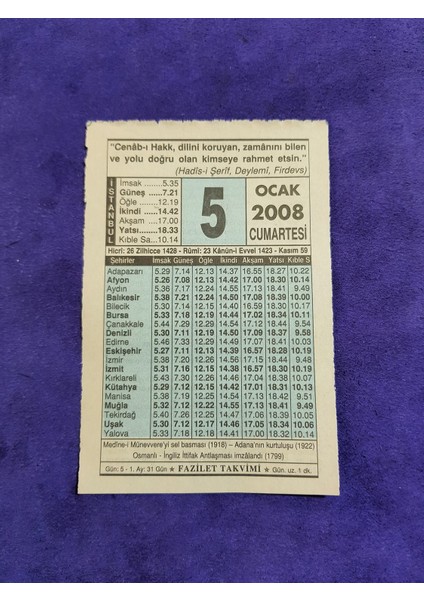 "Cenâb-ı Hakk, dilini koruyan, zamânını bilen
ve yolu doğru olan kimseye rahmet etsin."
(Hadîs-i Şerîf, Deylemî, Firdevs)
İSTANBUL
İmsak ......5.35
Güneş ....7.21
Öğle ......12.19
İkindi ....14.42
Akşam ....17.00
Yatsı.......18.33
Kıble Sa...10.14
5
OCAK
2008
CUMARTESİ
Hicrî: 26 Zilhicce 1428 - Rûmî: 23 Kânûn-i Evvel 1423 - Kasım 59
Şehirler İmsak Güneş Öğle İkindi Akşam Yatsı Kıble S
Adapazarı 5.29 7.14 12.13 14.37 16.55 18.27 10.22
Afyon 5.26 7.08 12.13 14.42 17.00 18.30 10.14
Aydın 5.36 7.17 12.24 14.55 17.13 18.41 9.49
Balıkesir 5.38 7.21 12.24 14.50 17.08 18.39 10.00
Bilecik 5.30 7.14 12.15 14.40 16.59 18.30 10.17
Bursa 5.33 7.18 12.19 14.44 17.02 18.34 10.11
Çanakkale 5.44 7.29 12.29 14.54 17.12 18.44 9.54
Denizli 5.30 7.11 12.19 14.50 17.09 18.37 9.58
Edirne 5.46 7.33 12.29 14.49 17.07 18.41 10.03
Eskişehir 5.27 7.11 12.13 14.39 16.57 18.28 10.19
İzmir 5.38 7.20 12.26 14.56 17.15 18.44 9.48
İzmit 5.31 7.16 12.15 14.38 16.57 18.30 10.19
Kırklareli 5.43 7.30 12.26 14.46 17.04 18.38 10.07
Kütahya 5.29 7.12 12.15 14.42 17.01 18.31 10.13
Manisa 5.38 7.19 12.25 14.54 17.13 18.42 9.51
Muğla 5.32 7.12 12.22 14.55 17.13 18.41 9.49
Tekirdağ 5.40 7.26 12.25 14.47 17.06 18.38 10.05
Uşak 5.30 7.12 12.17 14.46 17.05 18.34 10.06
Yalova 5.33 7.18 12.18 14.41 17.00 18.32 10.14
Medîne-i Münevvere'yi sel basması (1918) – Adana'nın kurtuluşu (1922)
Osmanlı - İngiliz İttifak Antlaşması imzâlandı (1799)
Gün: 5 - 1. Ay: 31 Gün ★ FAZİLET TAKVİMİ ★ Gün. uz. 1 dk.